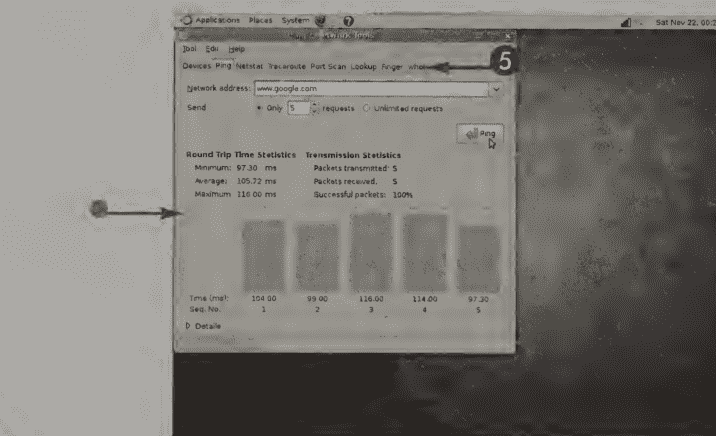 Applications Places System
Sat Nov 22, 00:
Network Tools
Tool Edit Help
Devices Ping Netstat Traceroute Port Scan Lookup Finger Whois
5
Network address: www.google.com
Send Only 5 requests Unlimited requests
Ping
Round Trip Time Statistics Transmission Statistics
Minimum: 97.30 ms Packets transmitted: 5
Average: 105.72 ms Packets received: 5
Maximum: 116.00 ms Successful packets: 100%
Time (ms): 104.00 99.00 116.00 114.00 97.30
Seq. No. 1 2 3 4 5
Details